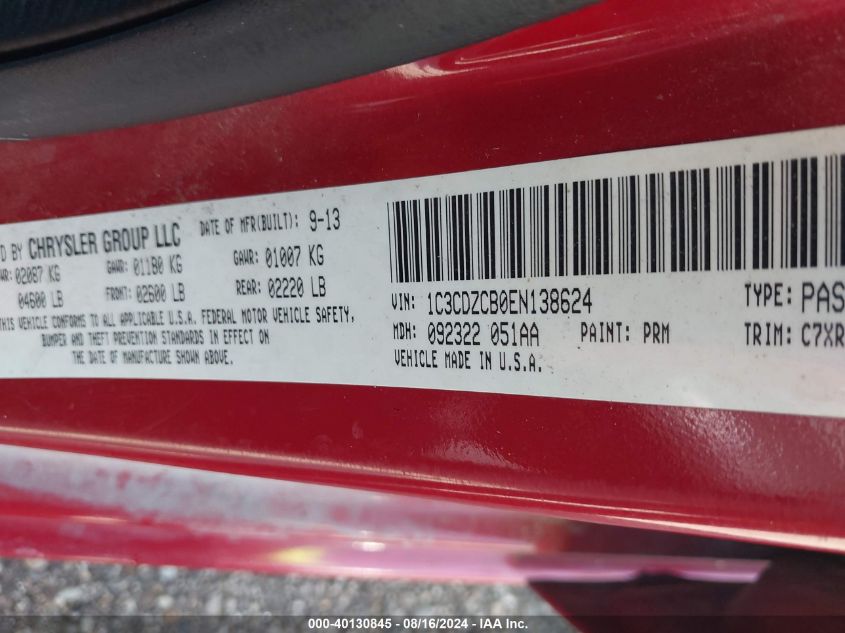 D BY CHRYSLER GROUP LLC DATE OF MFR(BUILT): 9-13
WR: 02087 KG GAWR: 01180 KG GAWR: 01007 KG
04600 LB FRONT: 02600 LB REAR: 02220 LB
THIS VEHICLE CONFORMS TO ALL APPLICABLE U.S.A. FEDERAL MOTOR VEHICLE SAFETY,
BUMPER AND THEFT PREVENTION STANDARDS IN EFFECT ON
THE DATE OF MANUFACTURE SHOWN ABOVE.
VIN: 1C3CDZCB0EN138624 TYPE: PAS
MDH: 092322 051AA PAINT: PRM TRIM: C7XR
VEHICLE MADE IN U.S.A.
--- 40130845 --- 08/16/2024 --- IAA, Inc. ---